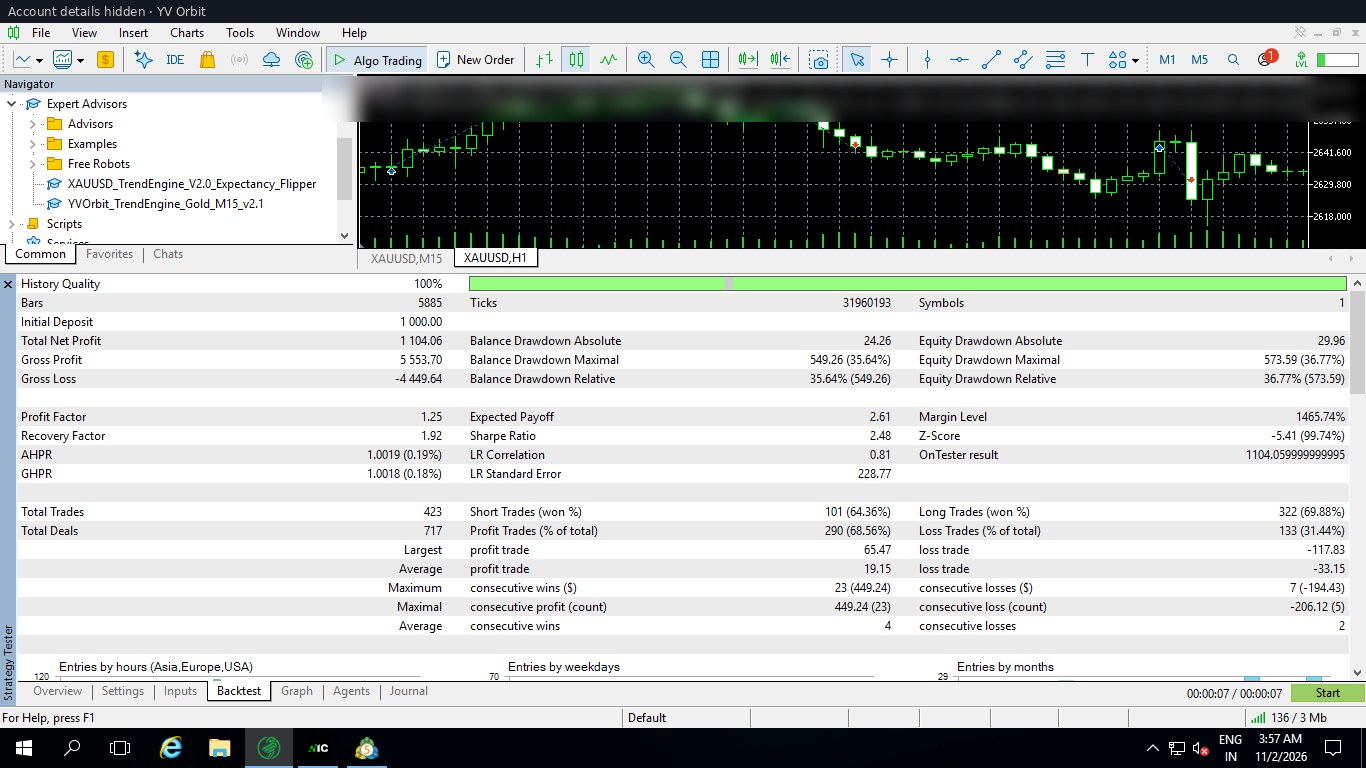 Account details hidden - YV Orbit
File View Insert Charts Tools Window Help
IDE Algo Trading New Order M1 M5 1 LVL
Navigator
Expert Advisors
Advisors
Examples
Free Robots
XAUUSD_TrendEngine_V2.0_Expectancy_Flipper
YVOrbit_TrendEngine_Gold_M15_v2.1
Scripts
Common Favorites Chats
2641.600
2629.800
2618.000
XAUUSD,M15 XAUUSD,H1
History Quality 100%
Bars 5885 Ticks 31960193 Symbols 1
Initial Deposit 1 000.00
Total Net Profit 1 104.06 Balance Drawdown Absolute 24.26 Equity Drawdown Absolute 29.96
Gross Profit 5 553.70 Balance Drawdown Maximal 549.26 (35.64%) Equity Drawdown Maximal 573.59 (36.77%)
Gross Loss -4 449.64 Balance Drawdown Relative 35.64% (549.26) Equity Drawdown Relative 36.77% (573.59)
Profit Factor 1.25 Expected Payoff 2.61 Margin Level 1465.74%
Recovery Factor 1.92 Sharpe Ratio 2.48 Z-Score -5.41 (99.74%)
AHPR 1.0019 (0.19%) LR Correlation 0.81 OnTester result 1104.059999999995
GHPR 1.0018 (0.18%) LR Standard Error 228.77
Total Trades 423 Short Trades (won %) 101 (64.36%) Long Trades (won %) 322 (69.88%)
Total Deals 717 Profit Trades (% of total) 290 (68.56%) Loss Trades (% of total) 133 (31.44%)
Largest profit trade 65.47 loss trade -117.83
Average profit trade 19.15 loss trade -33.15
Maximum consecutive wins ($) 23 (449.24) consecutive losses ($) 7 (-194.43)
Maximal consecutive profit (count) 449.24 (23) consecutive loss (count) -206.12 (5)
Average consecutive wins 4 consecutive losses 2
Entries by hours (Asia,Europe,USA) Entries by weekdays Entries by months
120 70 29
Strategy Tester
Overview Settings Inputs Backtest Graph Agents Journal 00:00:07 / 00:00:07 Start
For Help, press F1 Default 136 / 3 Mb
IC 5 ENG 3:57 AM
IN 11/2/2026